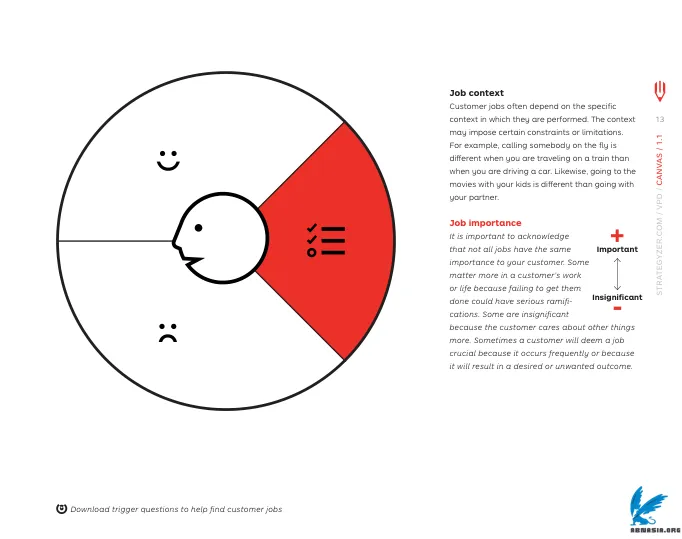 Job context
Customer jobs often depend on the specific
context in which they are performed. The context
may impose certain constraints or limitations.
For example, calling somebody on the fly is
different when you are traveling on a train than
when you are driving a car. Likewise, going to the
movies with your kids is different than going with
your partner.
Job importance
It is important to acknowledge
that not all jobs have the same
importance to your customer. Some
matter more in a customer's work
or life because failing to get them
done could have serious ramifi-
cations. Some are insignificant
because the customer cares about other things
more. Sometimes a customer will deem a job
crucial because it occurs frequently or because
it will result in a desired or unwanted outcome.
+
Important
Insignificant
-
13
STRATEGYZER.COM / VPD / CANVAS / 1.1
Download trigger questions to help find customer jobs
ABNASIA.ORG